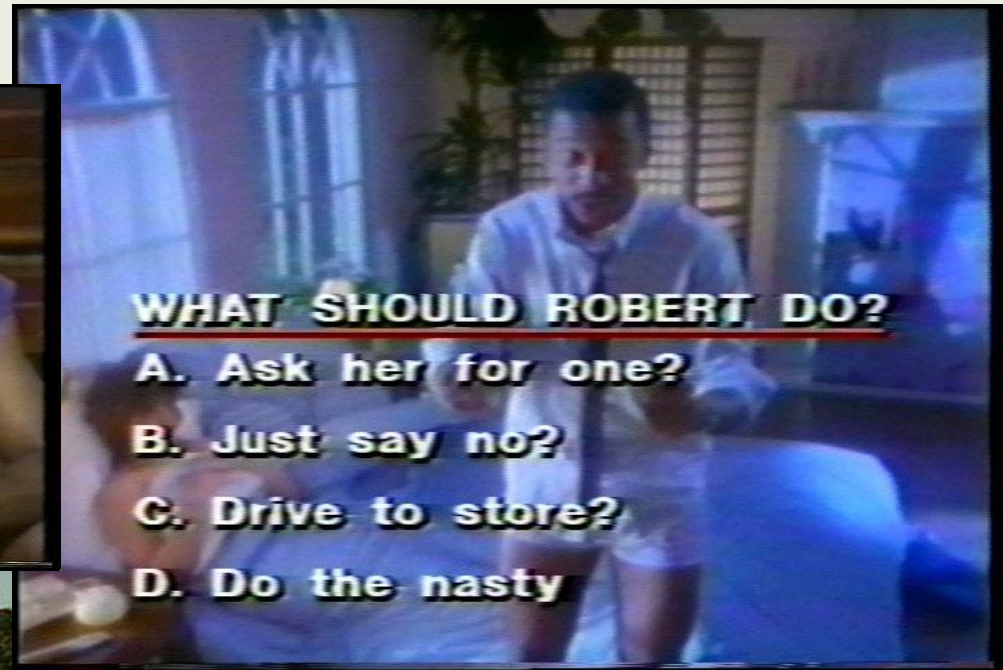 WHAT SHOULD ROBERT DO?
A. Ask her for one?
B. Just say no?
C. Drive to store?
D. Do the nasty